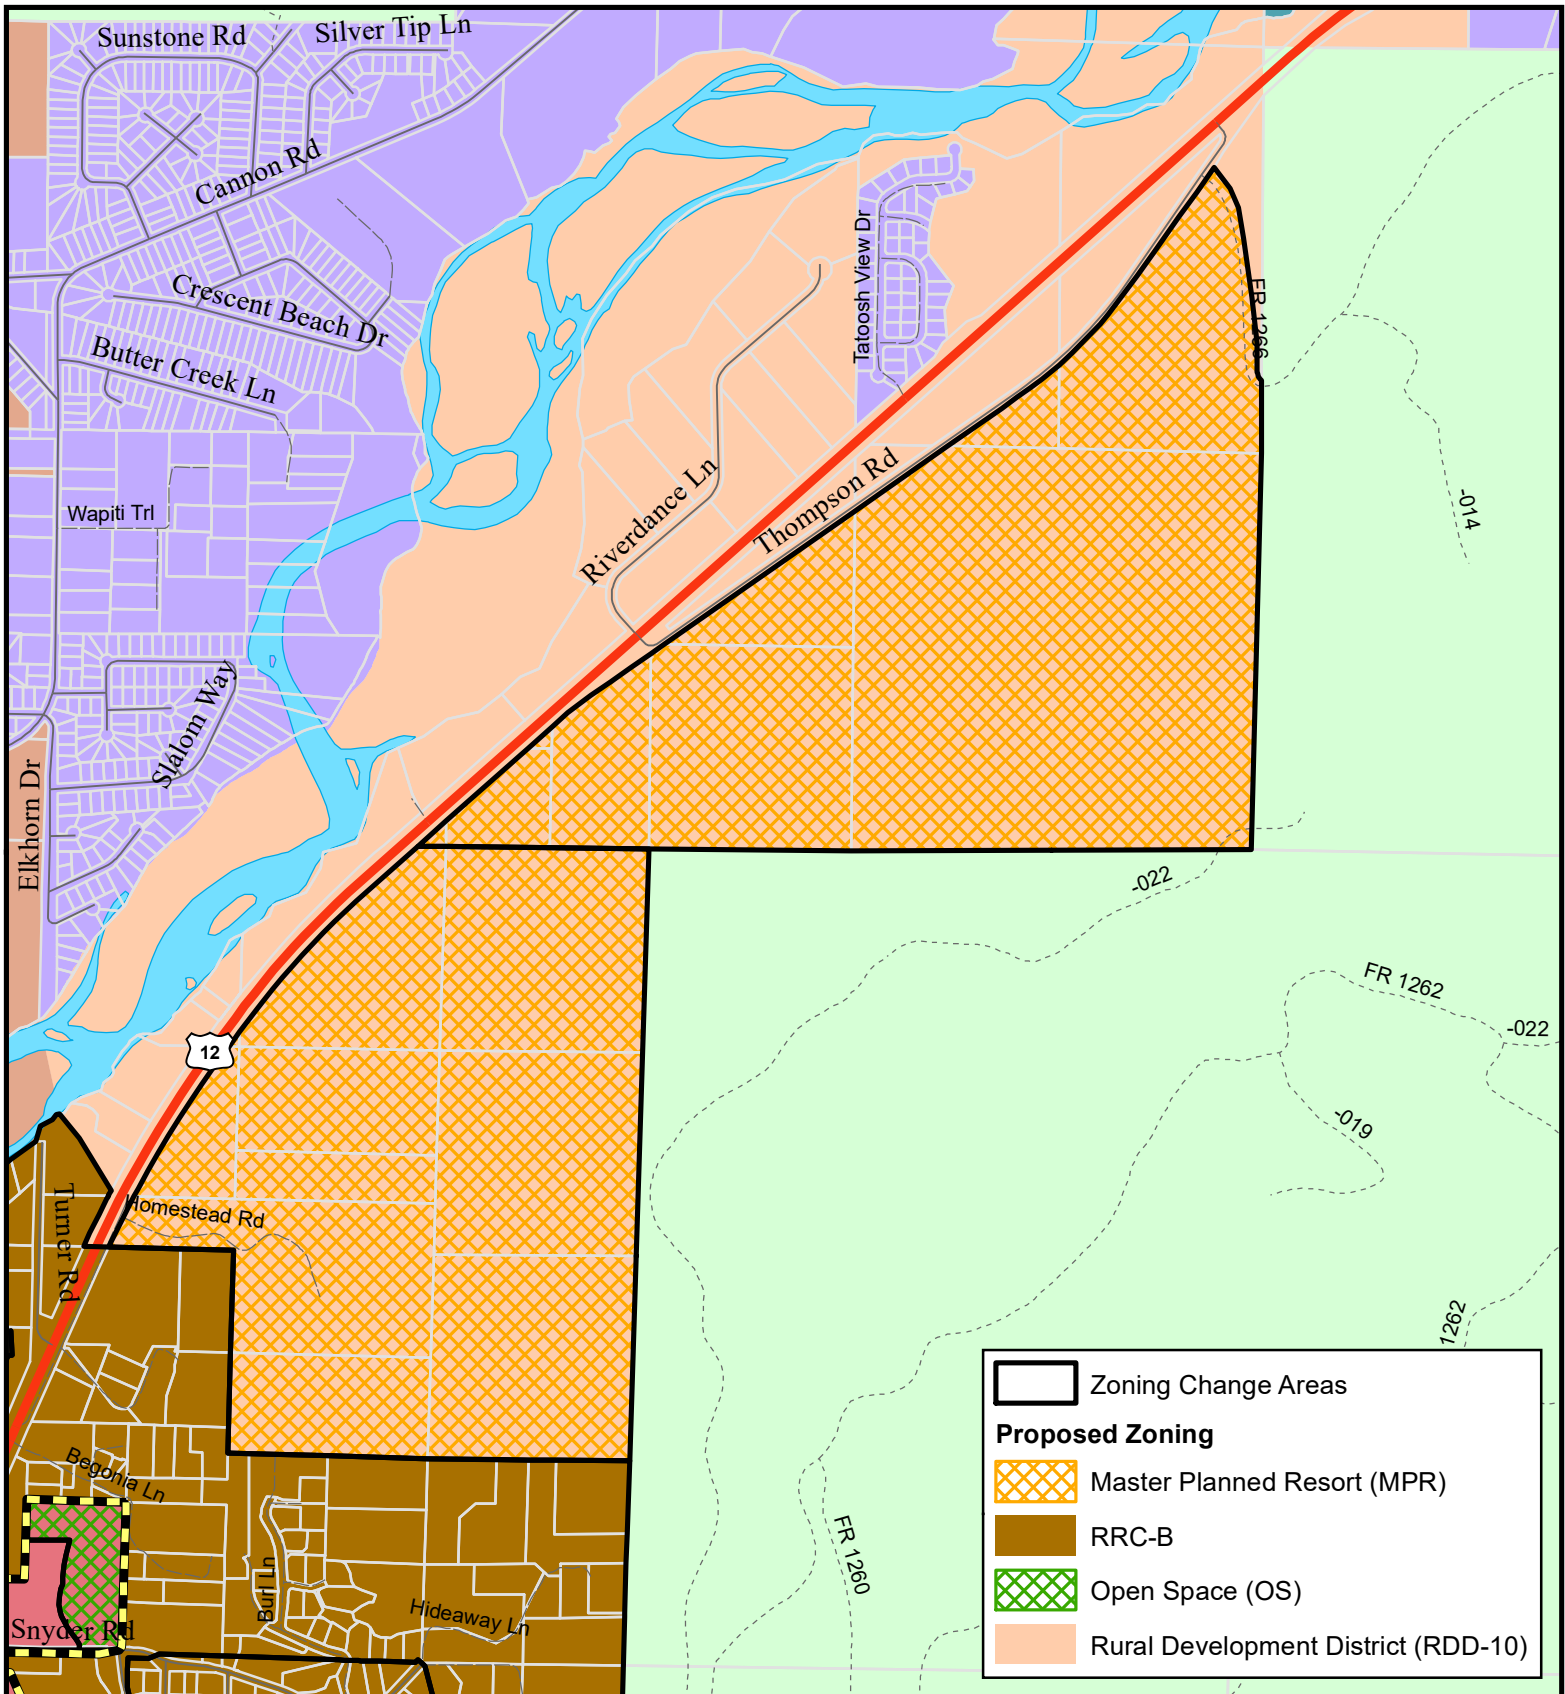 Sunstone Rd
Silver Tip Ln
Cannon Rd
Crescent Beach Dr
Butter Creek Ln
Tatoosh View Dr
FR 1266
Wapiti Trl
Riverdance Ln
Thompson Rd
-014
Slalom Way
Elkhorn Dr
-022
FR 1262
-022
12
-019
Turner Rd
Homestead Rd
1262
Begonia Ln
Burl Ln
Hideaway Ln
FR 1260
Snyder Rd
Zoning Change Areas
Proposed Zoning
Master Planned Resort (MPR)
RRC-B
Open Space (OS)
Rural Development District (RDD-10)